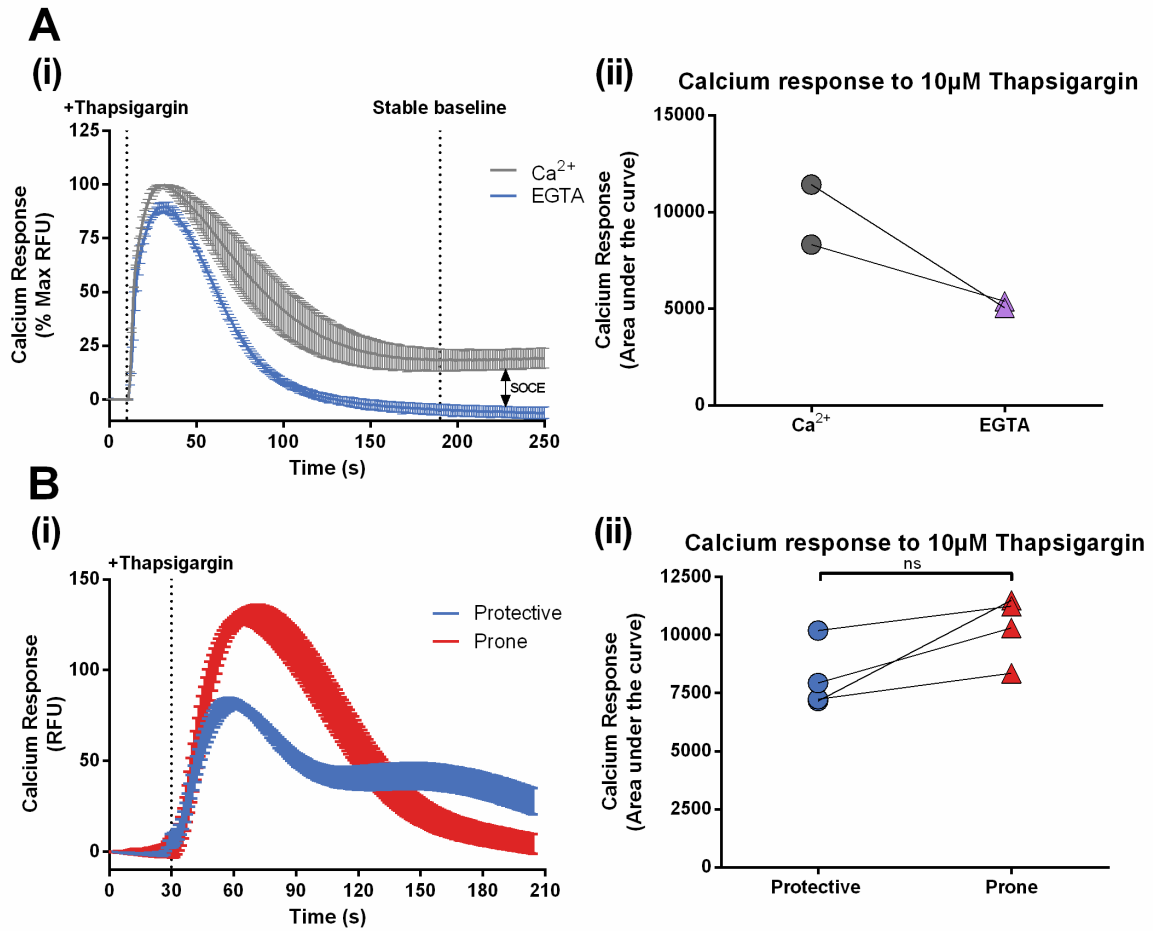 A
(i)
+Thapsigargin
Stable baseline
125
100
75
50
25
0
Calcium Response
(% Max RFU)
Ca²⁺
EGTA
SOCE
0 50 100 150 200 250
Time (s)
(ii)
Calcium response to 10µM Thapsigargin
15000
10000
5000
0
Calcium Response
(Area under the curve)
Ca²⁺ EGTA
B
(i)
+Thapsigargin
150
100
50
0
Calcium Response
(RFU)
Protective
Prone
0 30 60 90 120 150 180 210
Time (s)
(ii)
Calcium response to 10µM Thapsigargin
ns
12500
10000
7500
5000
2500
0
Calcium Response
(Area under the curve)
Protective Prone